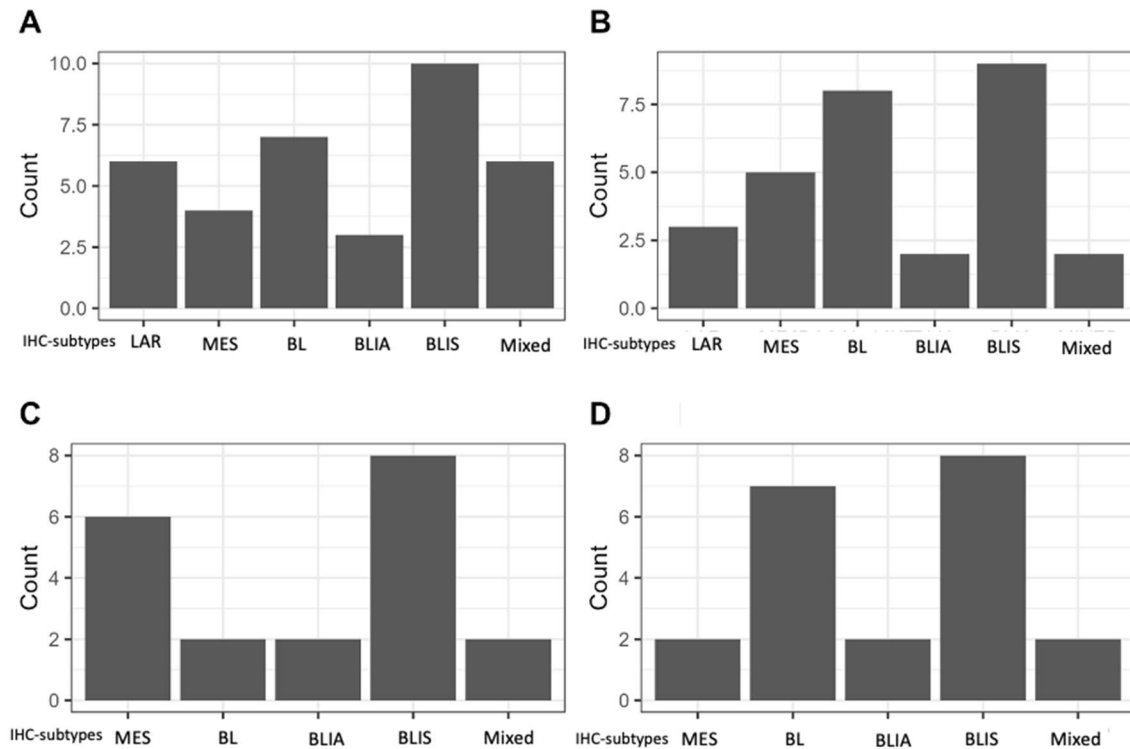 A
Count
10.0
7.5
5.0
2.5
0.0
IHC-subtypes LAR MES BL BLIA BLIS Mixed
B
Count
7.5
5.0
2.5
0.0
IHC-subtypes LAR MES BL BLIA BLIS Mixed
C
Count
8
6
4
2
0
IHC-subtypes MES BL BLIA BLIS Mixed
D
Count
8
6
4
2
0
IHC-subtypes MES BL BLIA BLIS Mixed